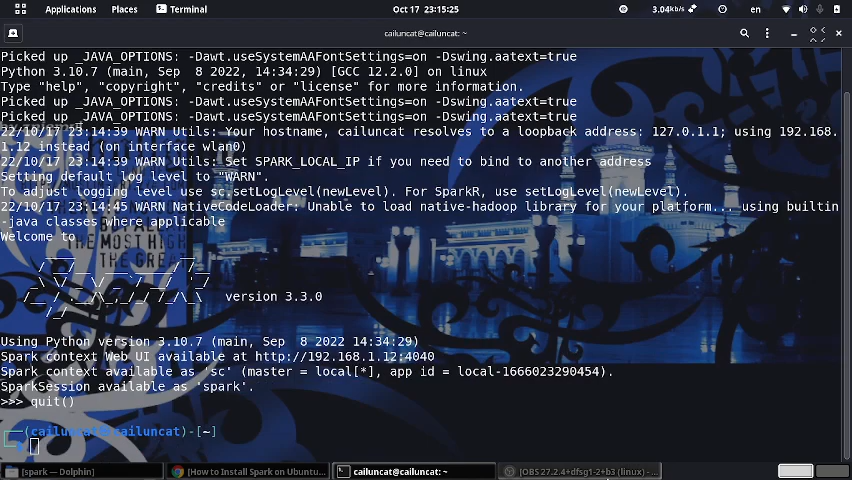 Applications Places Terminal Oct 17 23:15:25 3.04kb/s en
cailuncat@cailuncat: ~
Picked up _JAVA_OPTIONS: -Dawt.useSystemAAFontSettings=on -Dswing.aatext=true
Python 3.10.7 (main, Sep  8 2022, 14:34:29) [GCC 12.2.0] on linux
Type "help", "copyright", "credits" or "license" for more information.
Picked up _JAVA_OPTIONS: -Dawt.useSystemAAFontSettings=on -Dswing.aatext=true
Picked up _JAVA_OPTIONS: -Dawt.useSystemAAFontSettings=on -Dswing.aatext=true
22/10/17 23:14:39 WARN Utils: Your hostname, cailuncat resolves to a loopback address: 127.0.1.1; using 192.168.
1.12 instead (on interface wlan0)
22/10/17 23:14:39 WARN Utils: Set SPARK_LOCAL_IP if you need to bind to another address
Setting default log level to "WARN".
To adjust logging level use sc.setLogLevel(newLevel). For SparkR, use setLogLevel(newLevel).
22/10/17 23:14:45 WARN NativeCodeLoader: Unable to load native-hadoop library for your platform... using builtin
-java classes where applicable
Welcome to
THE MOST HIGH
THE GREA
version 3.3.0
Using Python version 3.10.7 (main, Sep  8 2022 14:34:29)
Spark context Web UI available at http://192.168.1.12:4040
Spark context available as 'sc' (master = local[*], app id = local-1666023290454).
SparkSession available as 'spark'.
>>> quit()
(cailuncat㉿cailuncat)-[~]
[spark — Dolphin] [How to Install Spark on Ubuntu... cailuncat@cailuncat: ~ [JOBS 27.2.4+dfsg1-2+b3 (linux) - ...